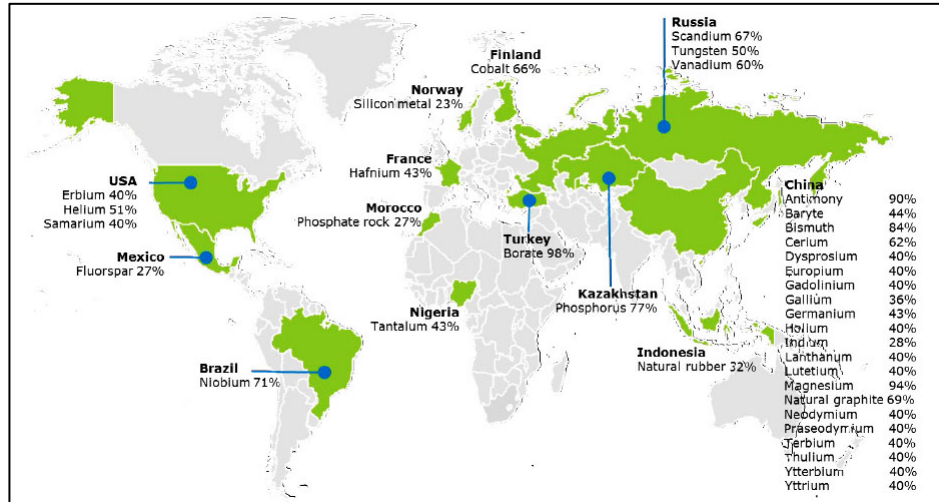 Russia
Scandium 67%
Tungsten 50%
Vanadium 60%
Finland
Cobalt 66%
Norway
Silicon metal 23%
France
Hafnium 43%
USA
Erbium 40%
Helium 51%
Samarium 40%
Morocco
Phosphate rock 27%
Turkey
Borate 98%
Mexico
Fluorspar 27%
Kazakhstan
Phosphorus 77%
Nigeria
Tantalum 43%
Indonesia
Natural rubber 32%
Brazil
Niobium 71%
China
Antimony 90%
Baryte 44%
Bismuth 84%
Cerium 62%
Dysprosium 40%
Europium 40%
Gadolinium 40%
Gallium 36%
Germanium 43%
Holium 40%
Indium 28%
Lanthanum 40%
Lutetium 40%
Magnesium 94%
Natural graphite 69%
Neodymium 40%
Praseodymium 40%
Terbium 40%
Thulium 40%
Ytterbium 40%
Yttrium 40%